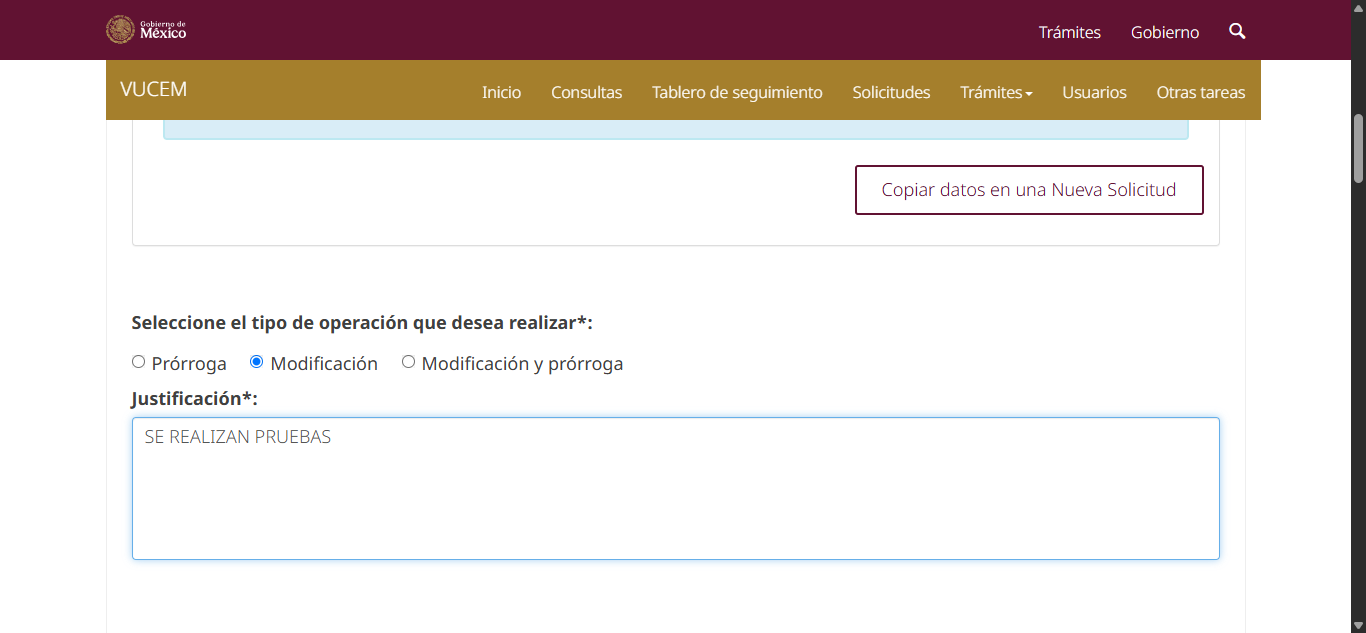 Gobierno de
México
Trámites
Gobierno
VUCEM
Inicio
Consultas
Tablero de seguimiento
Solicitudes
Trámites
Usuarios
Otras tareas
Copiar datos en una Nueva Solicitud
Seleccione el tipo de operación que desea realizar*:
Prórroga
Modificación
Modificación y prórroga
Justificación*:
SE REALIZAN PRUEBAS